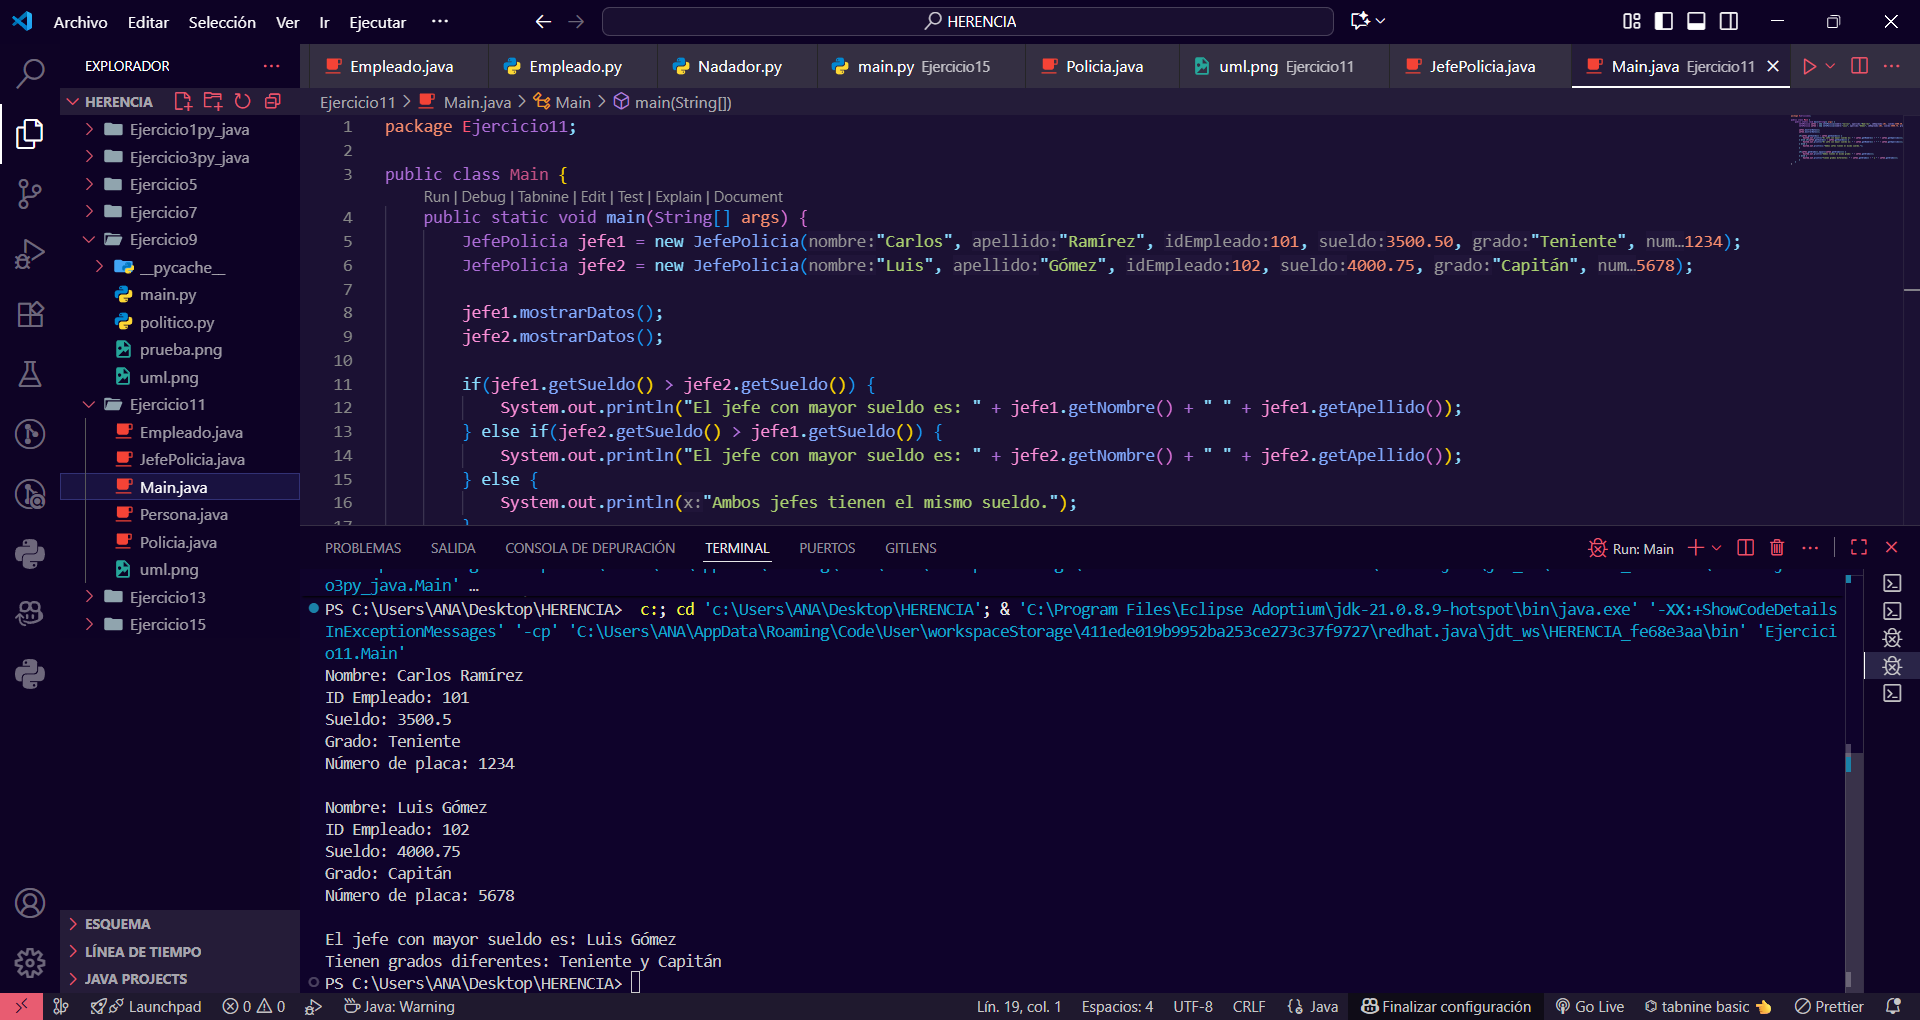 Archivo Editar Selección Ver Ir Ejecutar ··· HERENCIA
EXPLORADOR ···
HERENCIA
Ejercicio1py_java
Ejercicio3py_java
Ejercicio5
Ejercicio7
Ejercicio9
__pycache__
main.py
politico.py
prueba.png
uml.png
Ejercicio11
Empleado.java
JefePolicia.java
Main.java
Persona.java
Policia.java
uml.png
Ejercicio13
Ejercicio15
ESQUEMA
LÍNEA DE TIEMPO
JAVA PROJECTS
Empleado.java Empleado.py Nadador.py main.py Ejercicio15 Policia.java uml.png Ejercicio11 JefePolicia.java Main.java Ejercicio11
Ejercicio11 > Main.java > Main > main(String[])
1 package Ejercicio11;
2
3 public class Main {
Run | Debug | Tabnine | Edit | Test | Explain | Document
4 public static void main(String[] args) {
5 JefePolicia jefe1 = new JefePolicia(nombre:"Carlos", apellido:"Ramírez", idEmpleado:101, sueldo:3500.50, grado:"Teniente", num…1234);
6 JefePolicia jefe2 = new JefePolicia(nombre:"Luis", apellido:"Gómez", idEmpleado:102, sueldo:4000.75, grado:"Capitán", num…5678);
7
8 jefe1.mostrarDatos();
9 jefe2.mostrarDatos();
10
11 if(jefe1.getSueldo() > jefe2.getSueldo()) {
12 System.out.println("El jefe con mayor sueldo es: " + jefe1.getNombre() + " " + jefe1.getApellido());
13 } else if(jefe2.getSueldo() > jefe1.getSueldo()) {
14 System.out.println("El jefe con mayor sueldo es: " + jefe2.getNombre() + " " + jefe2.getApellido());
15 } else {
16 System.out.println(x:"Ambos jefes tienen el mismo sueldo.");
17 }
PROBLEMAS SALIDA CONSOLA DE DEPURACIÓN TERMINAL PUERTOS GITLENS Run: Main
o3py_java.Main' …
PS C:\Users\ANA\Desktop\HERENCIA> c:; cd 'c:\Users\ANA\Desktop\HERENCIA'; & 'C:\Program Files\Eclipse Adoptium\jdk-21.0.8.9-hotspot\bin\java.exe' '-XX:+ShowCodeDetails
InExceptionMessages' '-cp' 'C:\Users\ANA\AppData\Roaming\Code\User\workspaceStorage\411ede019b9952ba253ce273c37f9727\redhat.java\jdt_ws\HERENCIA_fe68e3aa\bin' 'Ejercici
o11.Main'
Nombre: Carlos Ramírez
ID Empleado: 101
Sueldo: 3500.5
Grado: Teniente
Número de placa: 1234
Nombre: Luis Gómez
ID Empleado: 102
Sueldo: 4000.75
Grado: Capitán
Número de placa: 5678
El jefe con mayor sueldo es: Luis Gómez
Tienen grados diferentes: Teniente y Capitán
PS C:\Users\ANA\Desktop\HERENCIA>
Launchpad 0 0 Java: Warning Lín. 19, col. 1 Espacios: 4 UTF-8 CRLF {} Java Finalizar configuración Go Live tabnine basic Prettier